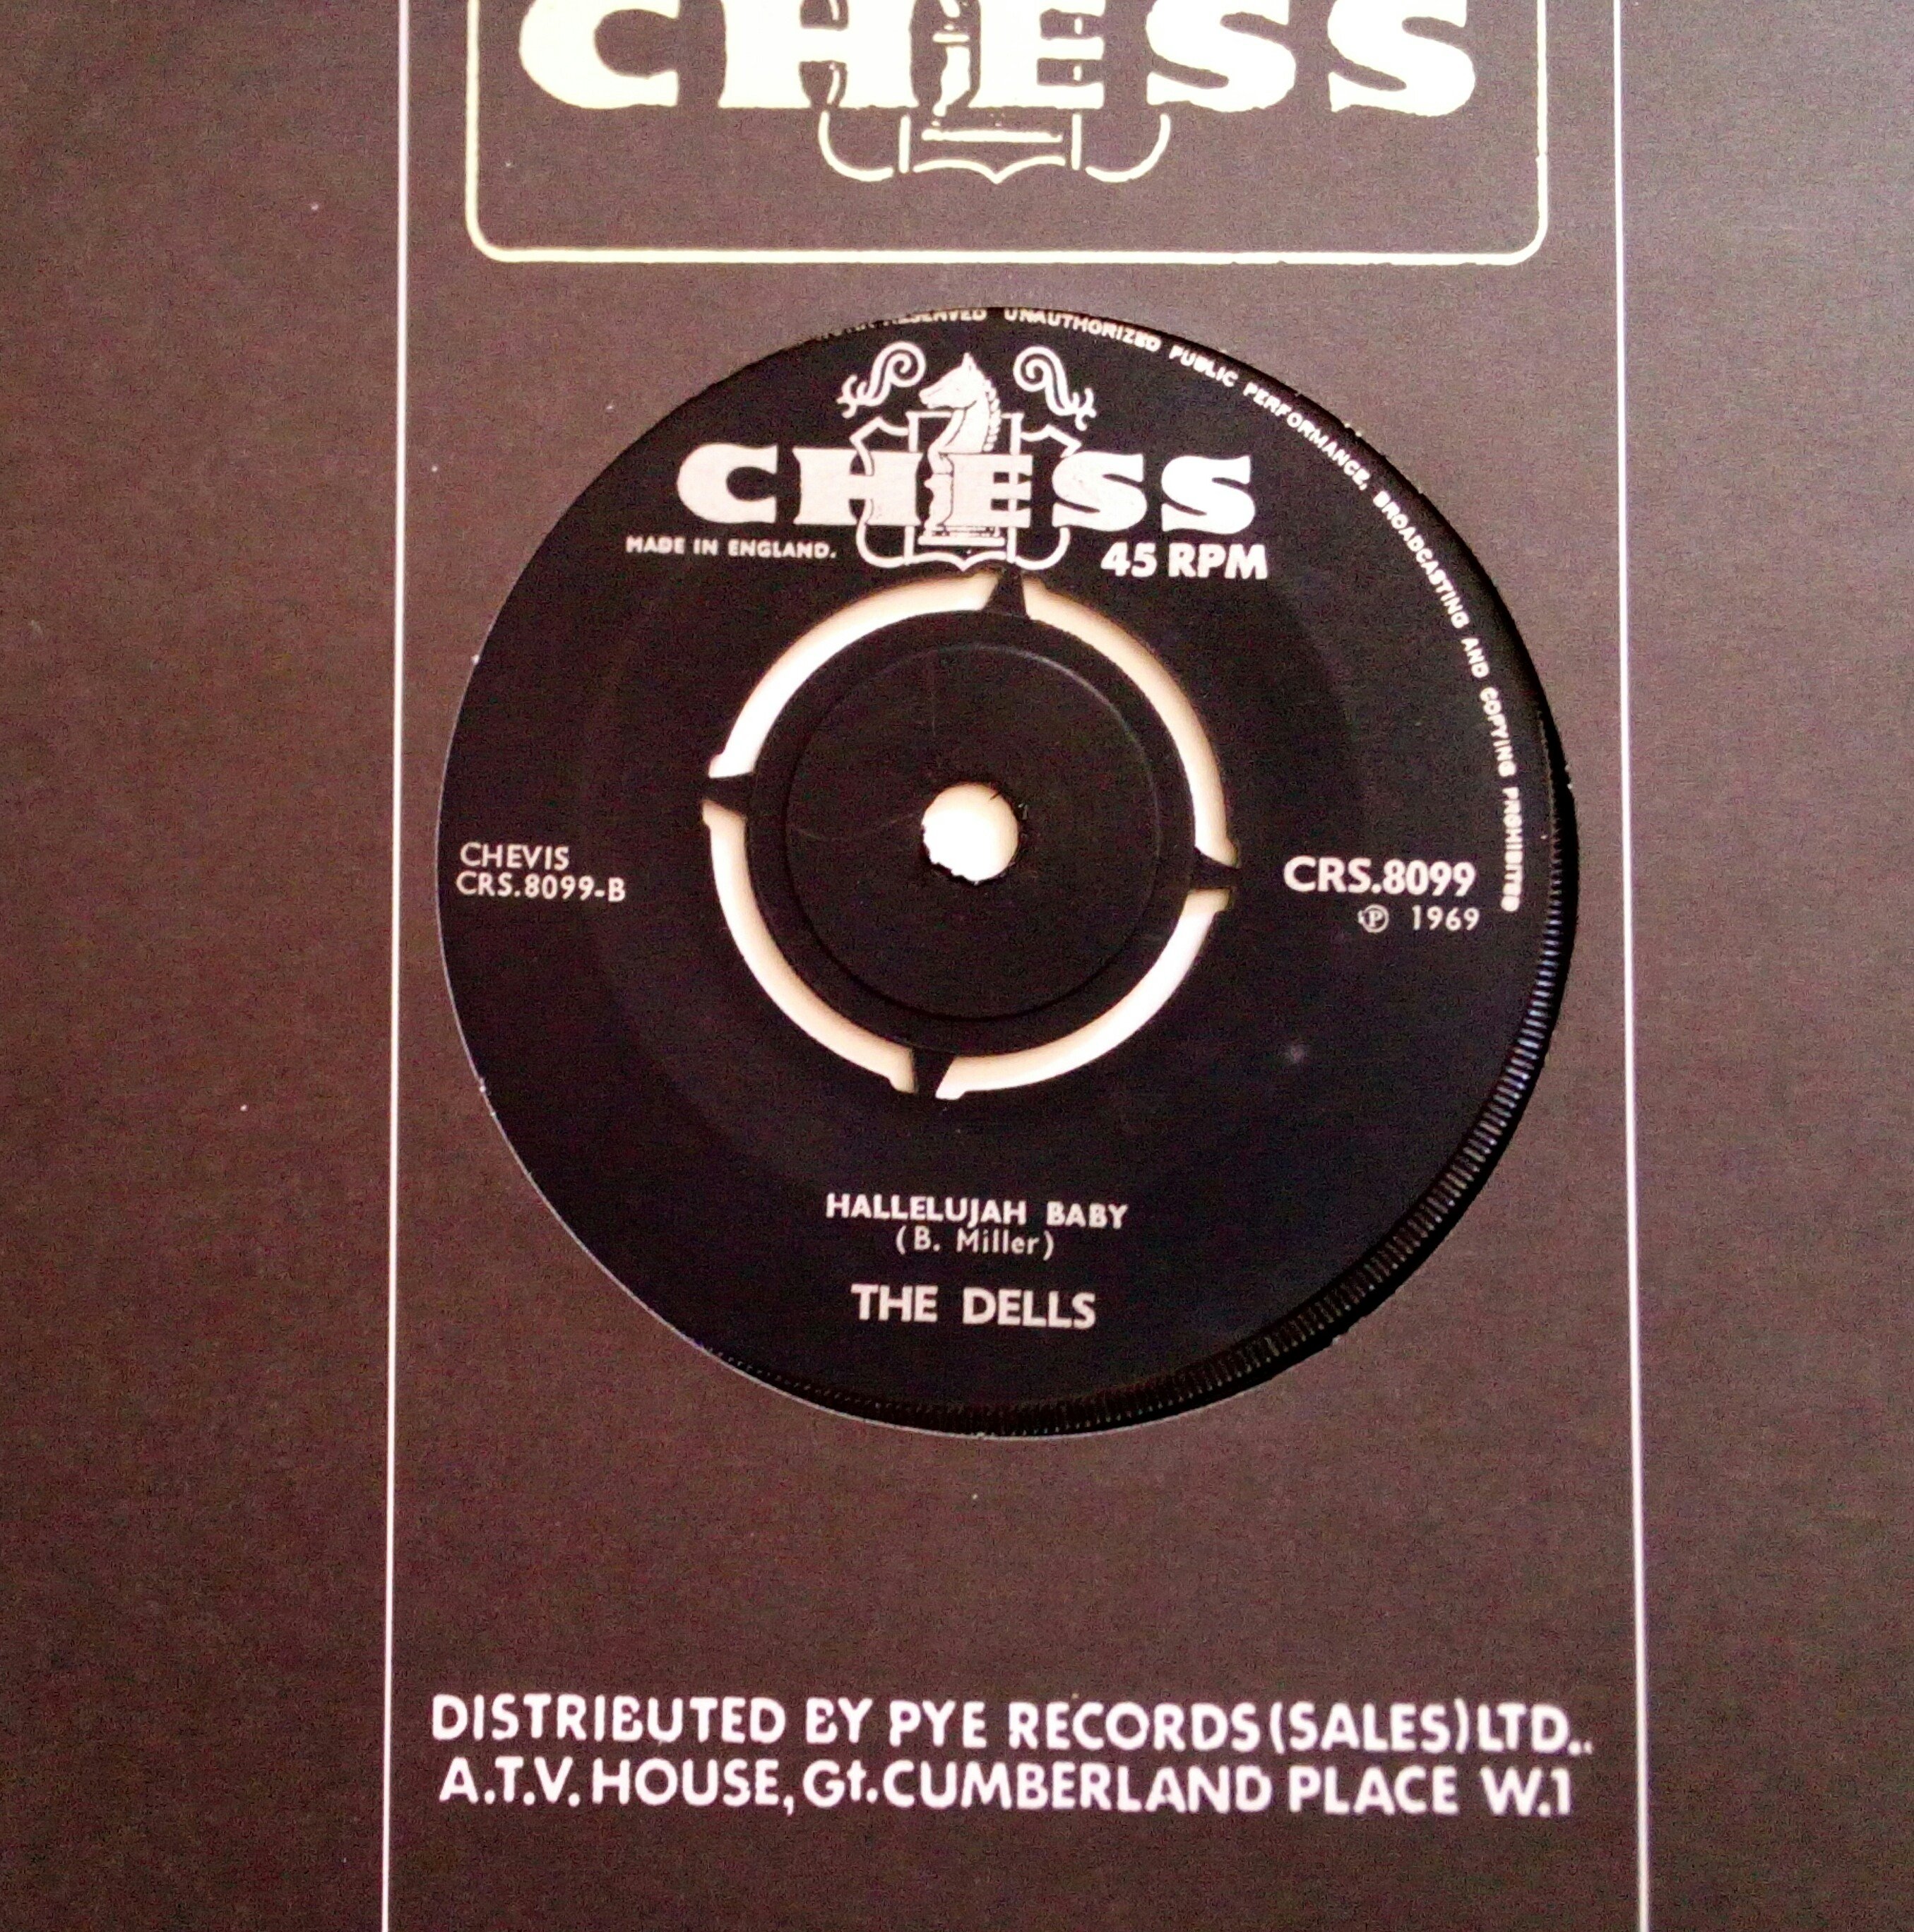 CHESS
RESERVED UNAUTHORIZED PUBLIC PERFORMANCE, BROADCASTING AND COPYING PROHIBITED
CHESS
MADE IN ENGLAND.
45 RPM
CHEVIS
CRS.8099-B
CRS.8099
℗ 1969
HALLELUJAH BABY
(B. Miller)
THE DELLS
DISTRIBUTED BY PYE RECORDS (SALES) LTD..
A.T.V. HOUSE, Gt. CUMBERLAND PLACE W.1